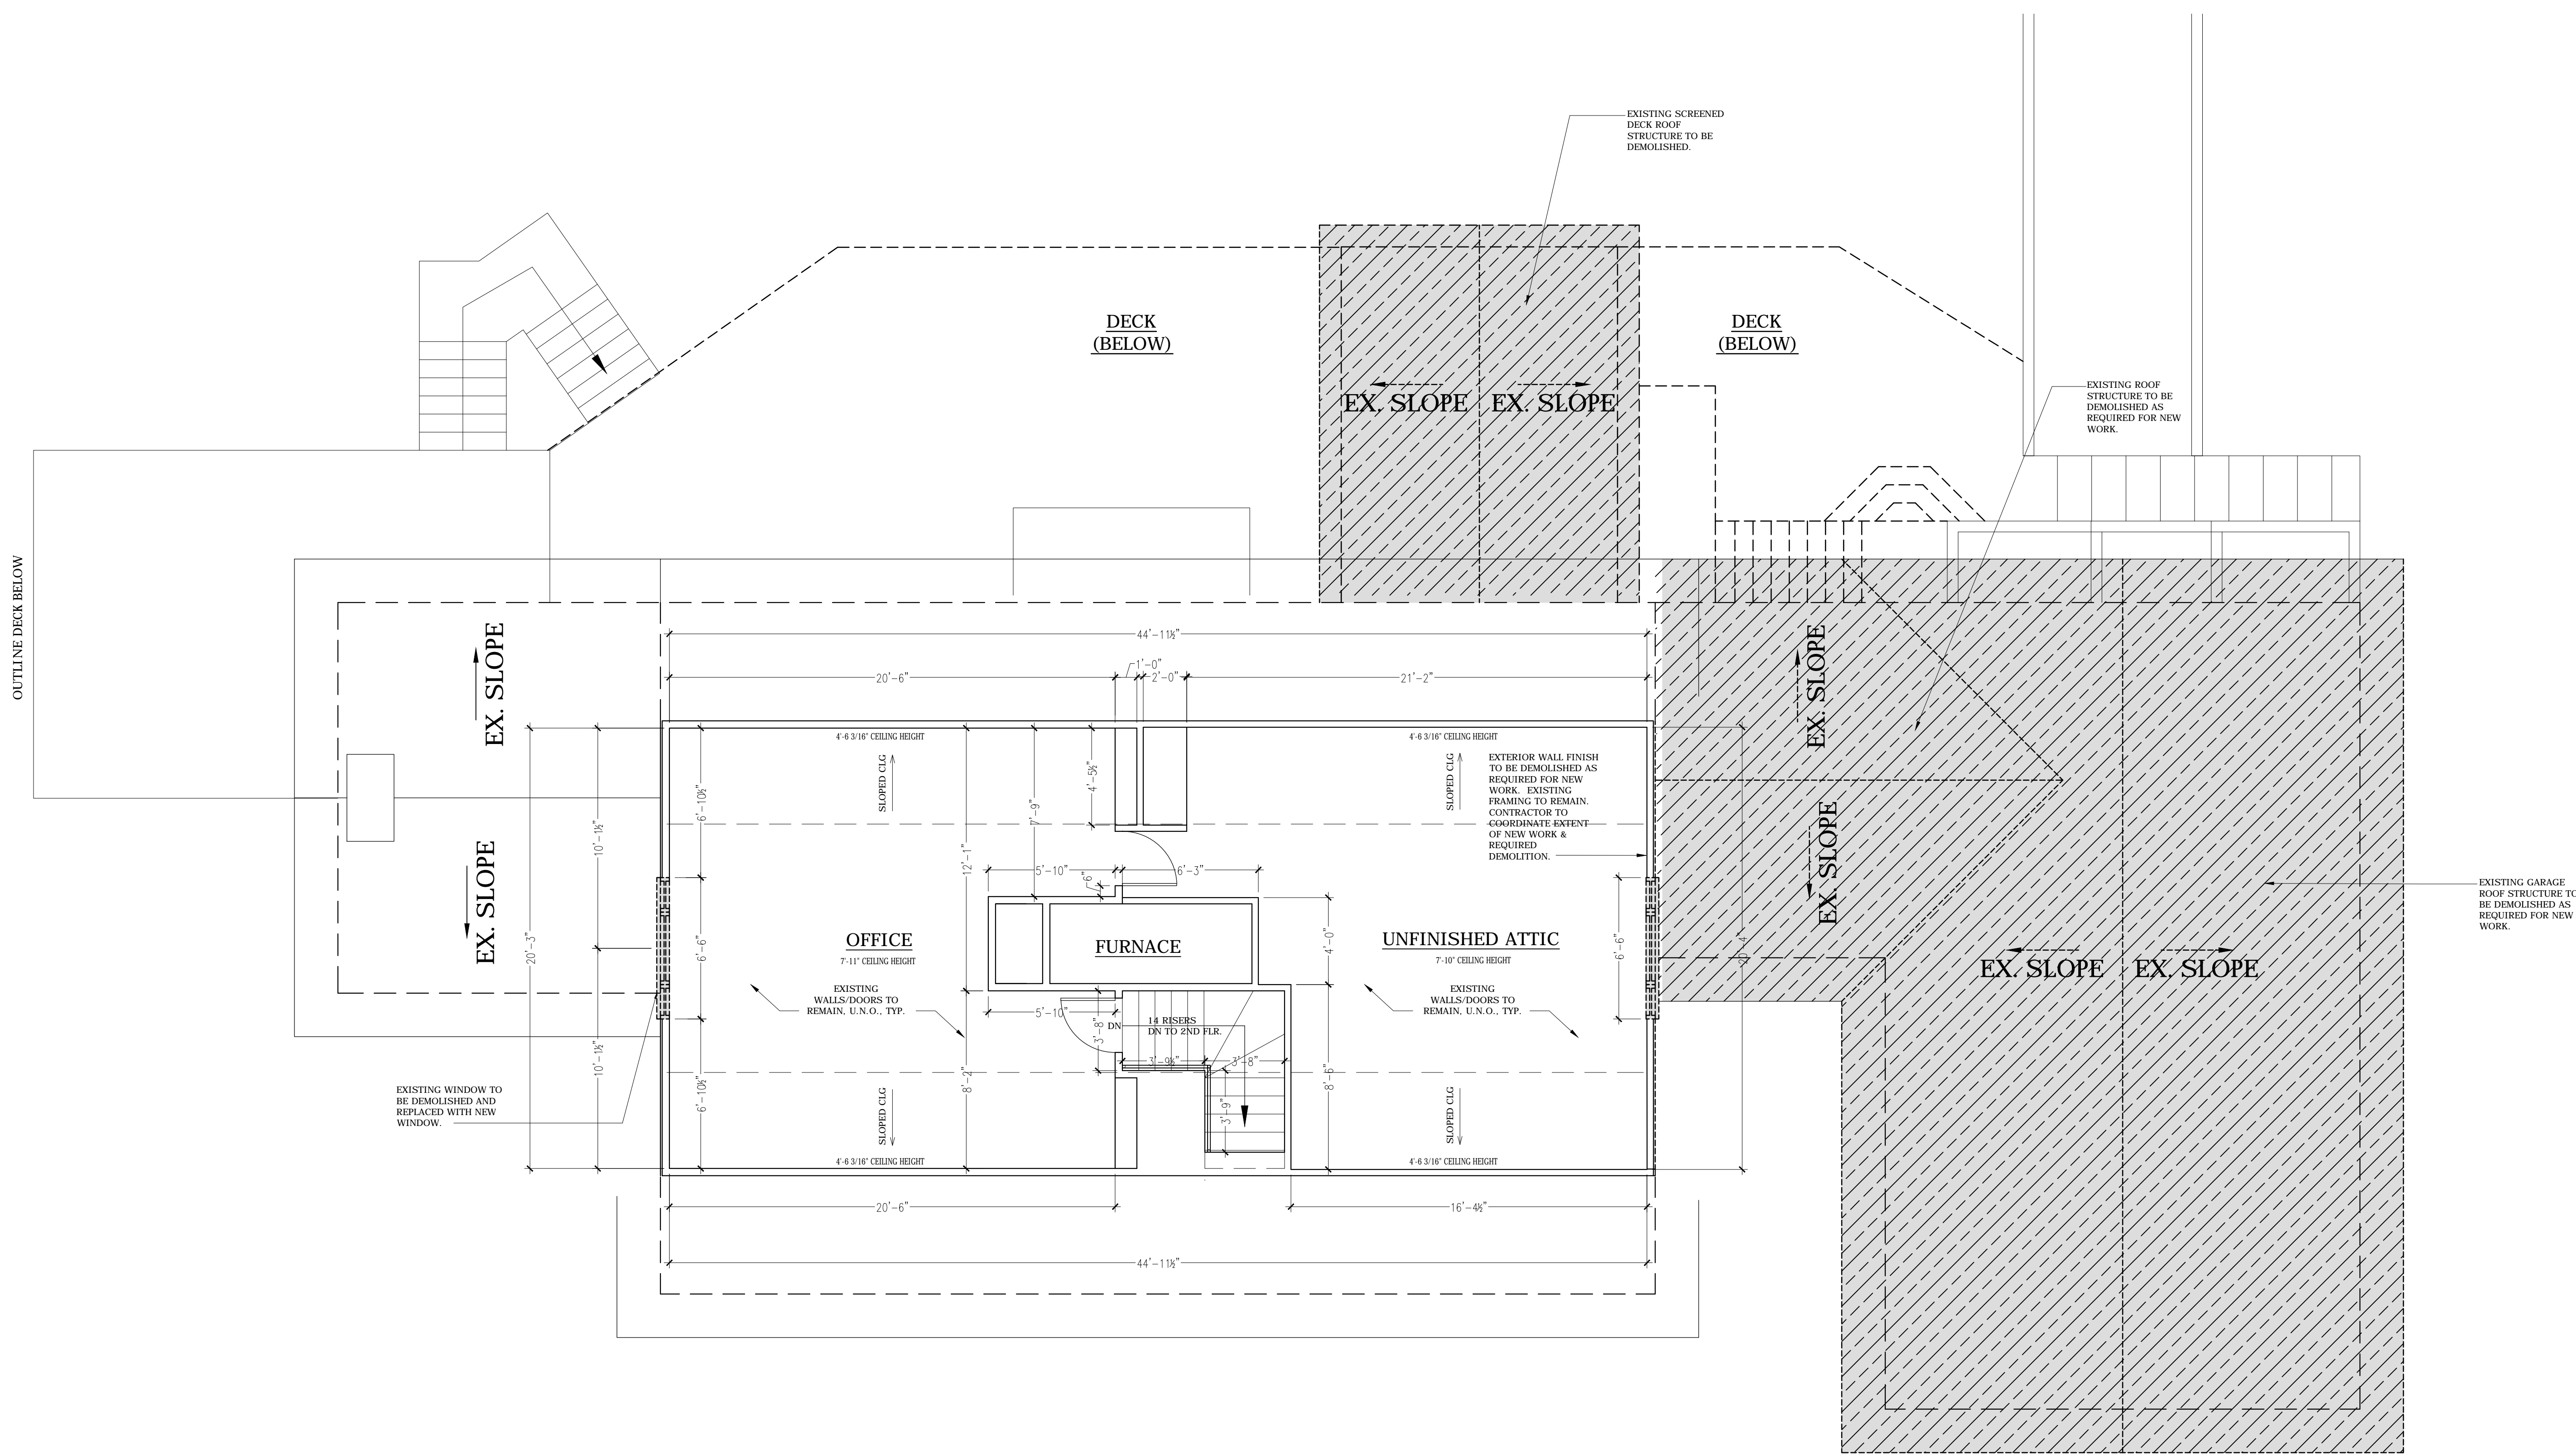 EXISTING SCREENED
DECK ROOF
STRUCTURE TO BE
DEMOLISHED.
DECK
(BELOW)
DECK
(BELOW)
EX. SLOPE
EX. SLOPE
EXISTING ROOF
STRUCTURE TO BE
DEMOLISHED AS
REQUIRED FOR NEW
WORK.
OUTLINE DECK BELOW
EX. SLOPE
EX. SLOPE
EX. SLOPE
EX. SLOPE
44'-11½"
20'-6"
1'-0"
2'-0"
21'-2"
4'-6 3/16" CEILING HEIGHT
4'-6 3/16" CEILING HEIGHT
SLOPED CLG
SLOPED CLG
EXTERIOR WALL FINISH
TO BE DEMOLISHED AS
REQUIRED FOR NEW
WORK.  EXISTING
FRAMING TO REMAIN.
CONTRACTOR TO
COORDINATE EXTENT
OF NEW WORK &
REQUIRED
DEMOLITION.
6'-10½"
10'-1½"
20'-3"
4'-5½"
7'-9"
12'-1"
5'-10"
6"
6'-3"
6'-6"
4'-0"
6'-6"
20'-4"
OFFICE
7'-11" CEILING HEIGHT
FURNACE
UNFINISHED ATTIC
7'-10" CEILING HEIGHT
EXISTING
WALLS/DOORS TO
REMAIN, U.N.O., TYP.
EXISTING
WALLS/DOORS TO
REMAIN, U.N.O., TYP.
5'-10"
DN
14 RISERS
DN TO 2ND FLR.
3'-8"
3'-9½"
3'-8"
3'-9"
8'-2"
8'-6"
10'-1½"
6'-10½"
SLOPED CLG
SLOPED CLG
4'-6 3/16" CEILING HEIGHT
4'-6 3/16" CEILING HEIGHT
EXISTING WINDOW TO
BE DEMOLISHED AND
REPLACED WITH NEW
WINDOW.
20'-6"
16'-4½"
44'-11½"
EX. SLOPE
EX. SLOPE
EXISTING GARAGE
ROOF STRUCTURE TO
BE DEMOLISHED AS
REQUIRED FOR NEW
WORK.